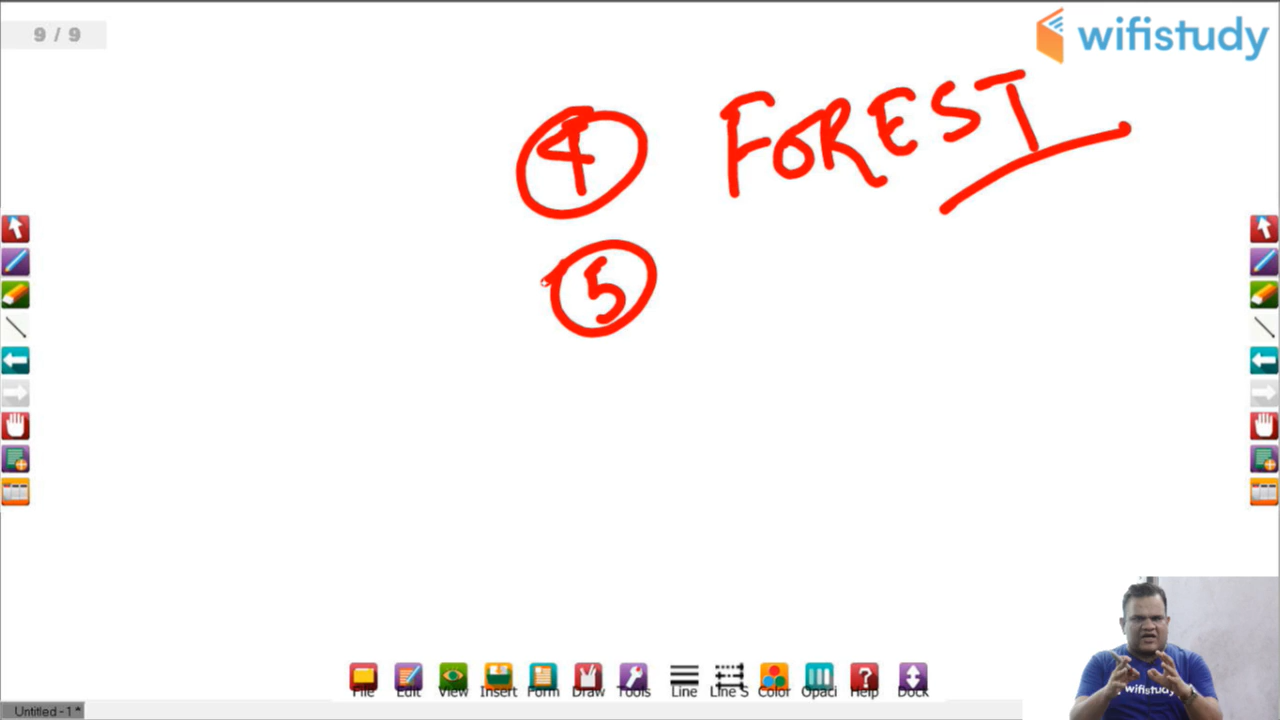 9 / 9
wifistudy
4 FOREST
5
File Edit View Insert Form Draw Tools Line Line S Color Opaci Help Dock
wifistudy
Untitled - 1 *